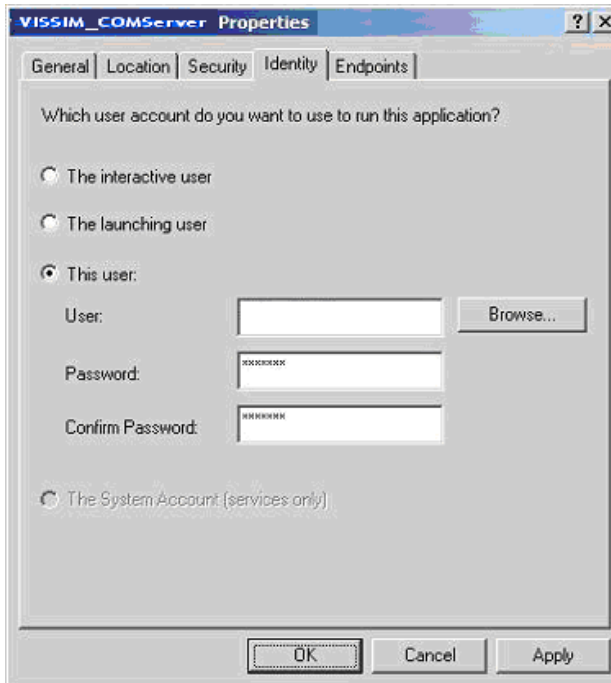 VISSIM_COMServer Properties
General Location Security Identity Endpoints
Which user account do you want to use to run this application?
The interactive user
The launching user
This user:
User:
Browse...
Password:
xxxxxxx
Confirm Password:
xxxxxxx
The System Account (services only)
OK Cancel Apply